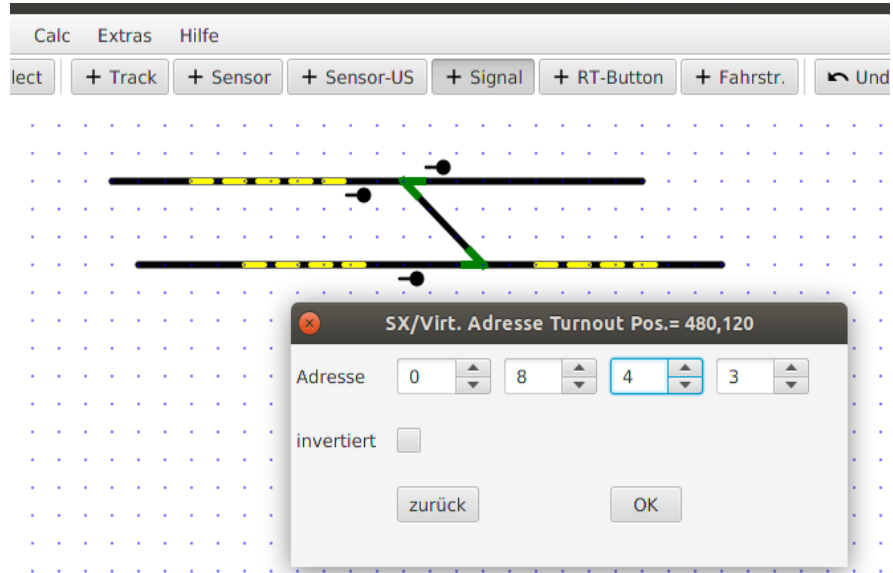 Calc Extras Hilfe
lect + Track + Sensor + Sensor-US + Signal + RT-Button + Fahrstr. Und
SX/Virt. Adresse Turnout Pos.= 480,120
Adresse 0 8 4 3
invertiert
zurück OK